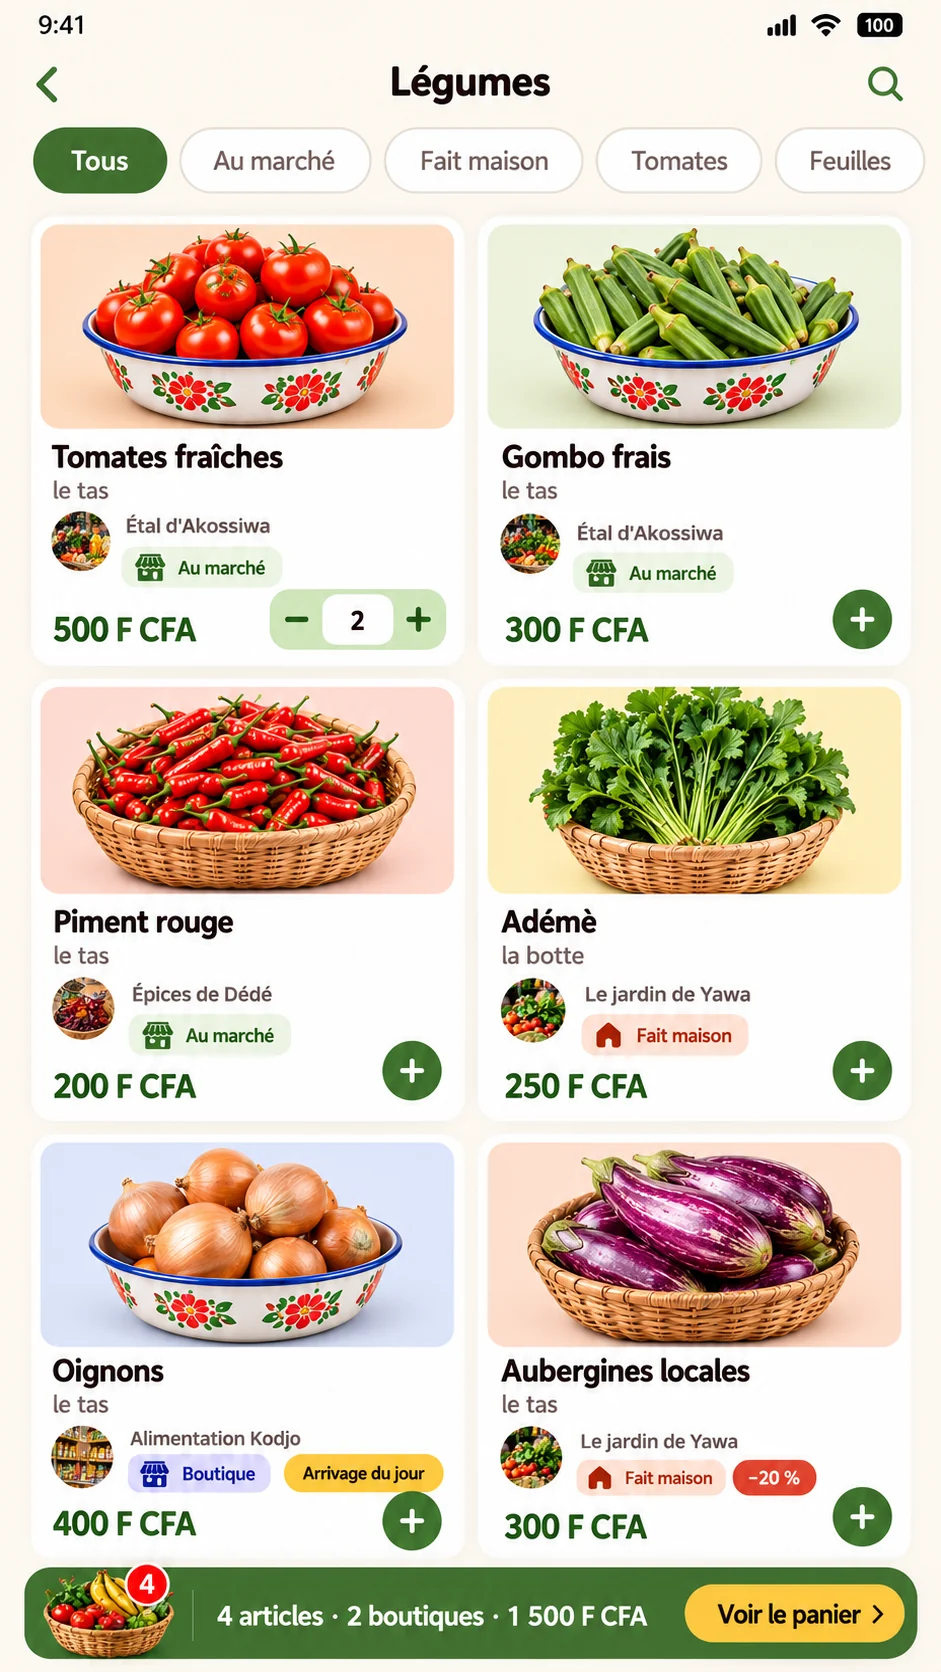 9:41
100
Légumes
Tous
Au marché
Fait maison
Tomates
Feuilles
Tomates fraîches
le tas
Étal d'Akossiwa
Au marché
500 F CFA
− 2 +
Gombo frais
le tas
Étal d'Akossiwa
Au marché
300 F CFA
+
Piment rouge
le tas
Épices de Dédé
Au marché
200 F CFA
+
Adémè
la botte
Le jardin de Yawa
Fait maison
250 F CFA
+
Oignons
le tas
Alimentation Kodjo
Boutique
Arrivage du jour
400 F CFA
+
Aubergines locales
le tas
Le jardin de Yawa
Fait maison
−20 %
300 F CFA
+
4
4 articles · 2 boutiques · 1 500 F CFA
Voir le panier >